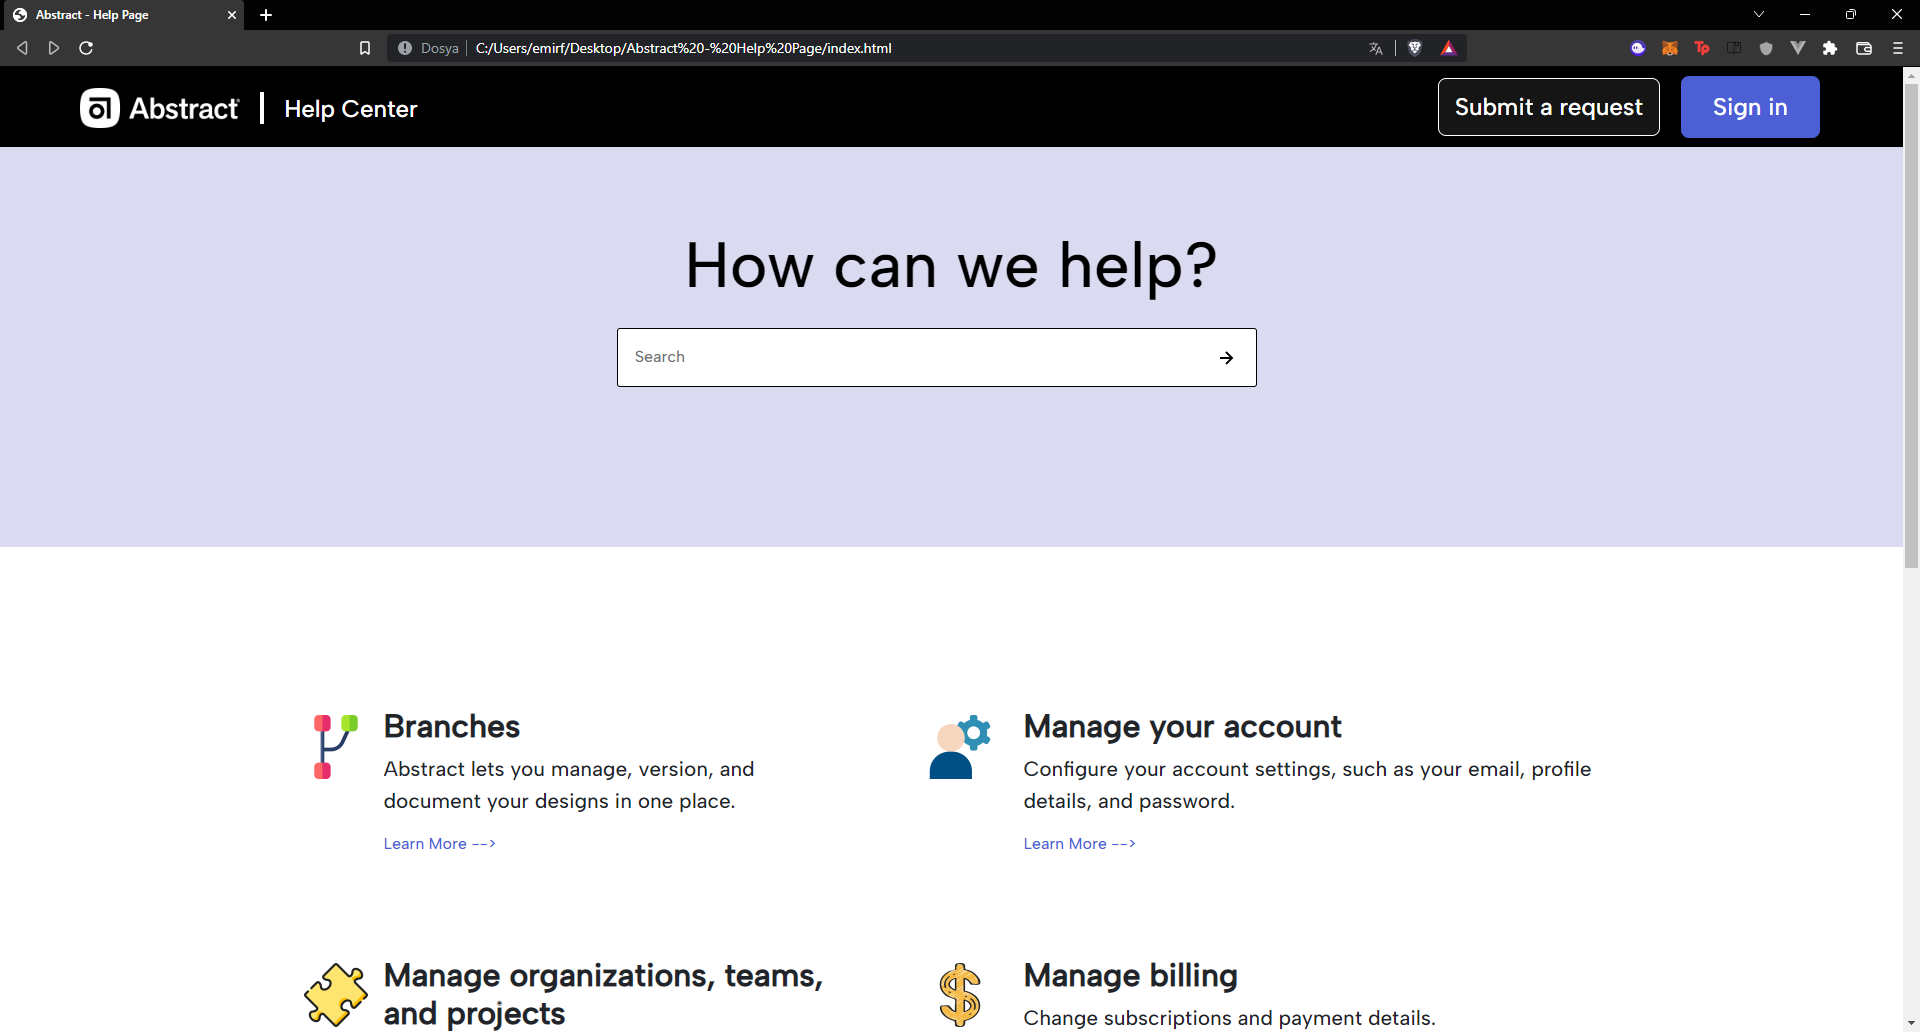 Abstract - Help Page
Dosya
C:/Users/emirf/Desktop/Abstract%20-%20Help%20Page/index.html
Tp
Abstract
Help Center
Submit a request
Sign in
How can we help?
Search
Branches
Abstract lets you manage, version, and
document your designs in one place.
Learn More -->
Manage your account
Configure your account settings, such as your email, profile
details, and password.
Learn More -->
Manage organizations, teams,
and projects
Manage billing
Change subscriptions and payment details.